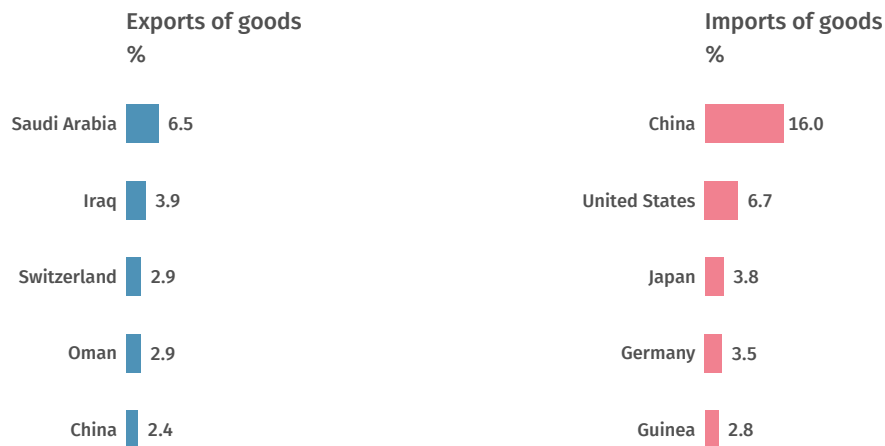 Exports of goods
%
Saudi Arabia 6.5
Iraq 3.9
Switzerland 2.9
Oman 2.9
China 2.4
Imports of goods
%
China 16.0
United States 6.7
Japan 3.8
Germany 3.5
Guinea 2.8